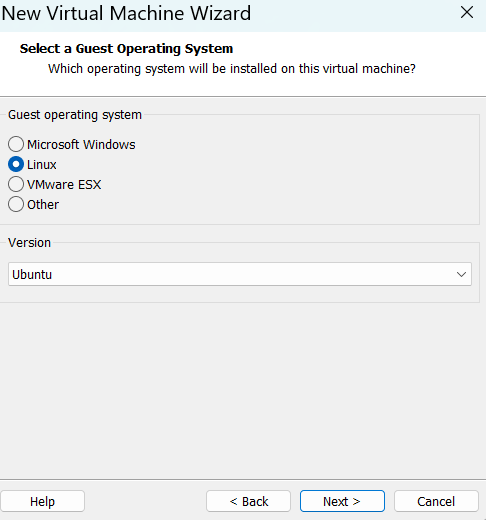 New Virtual Machine Wizard
Select a Guest Operating System
Which operating system will be installed on this virtual machine?
Guest operating system
Microsoft Windows
Linux
VMware ESX
Other
Version
Ubuntu
Help
< Back
Next >
Cancel